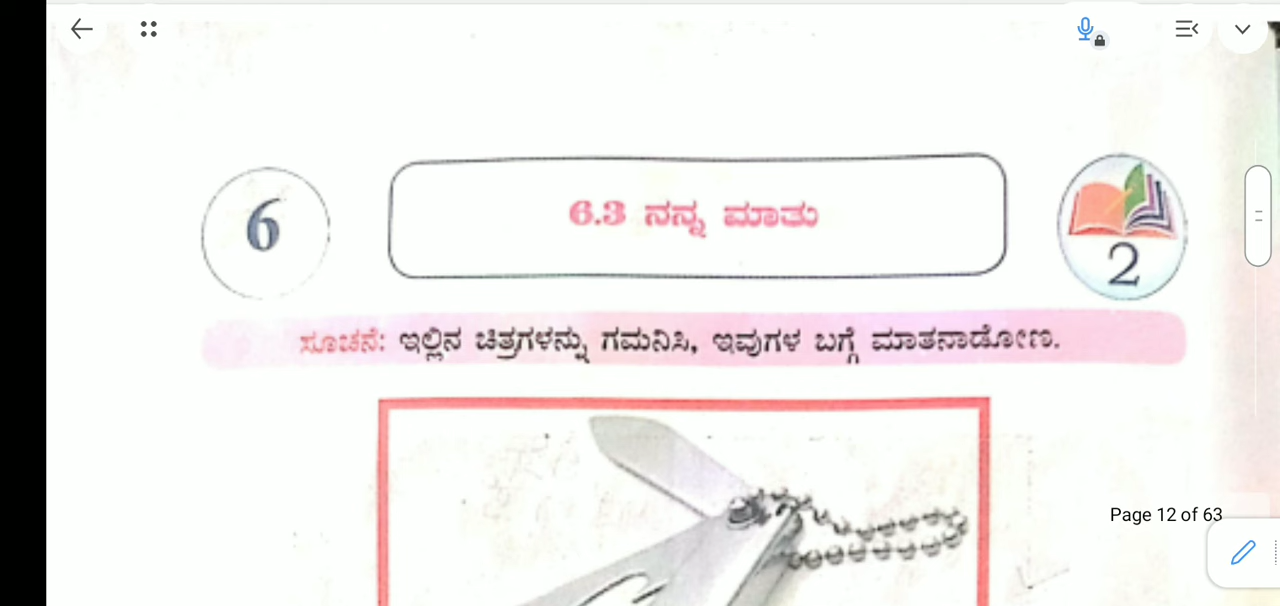 6
6.3 ನನ್ನ ಮಾತು
2
ಸೂಚನೆ: ಇಲ್ಲಿನ ಚಿತ್ರಗಳನ್ನು ಗಮನಿಸಿ, ಇವುಗಳ ಬಗ್ಗೆ ಮಾತನಾಡೋಣ.
Page 12 of 63